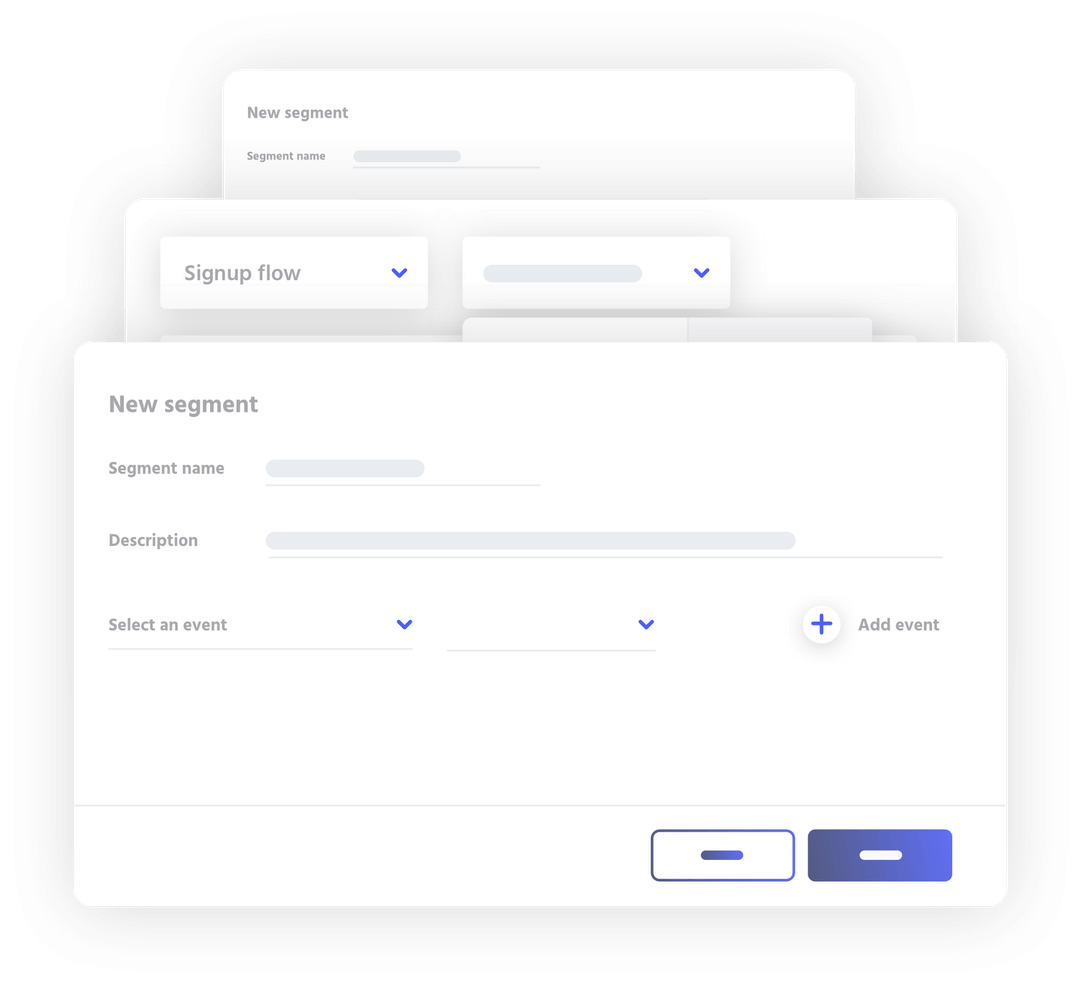 New segment
Segment name
Signup flow
New segment
Segment name
Description
Select an event
Add event